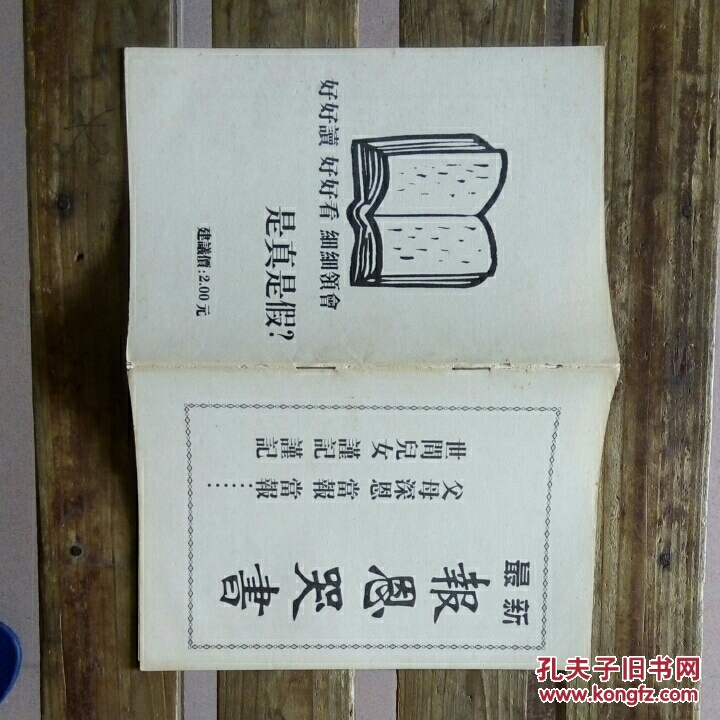 最新
報恩哭書
父母深恩 當報 當報……
世間兒女 謹記 謹記
好好讀 好好看 細細領會
是真是假?
建議價:2.00元
孔夫子旧书网
www.kongfz.com